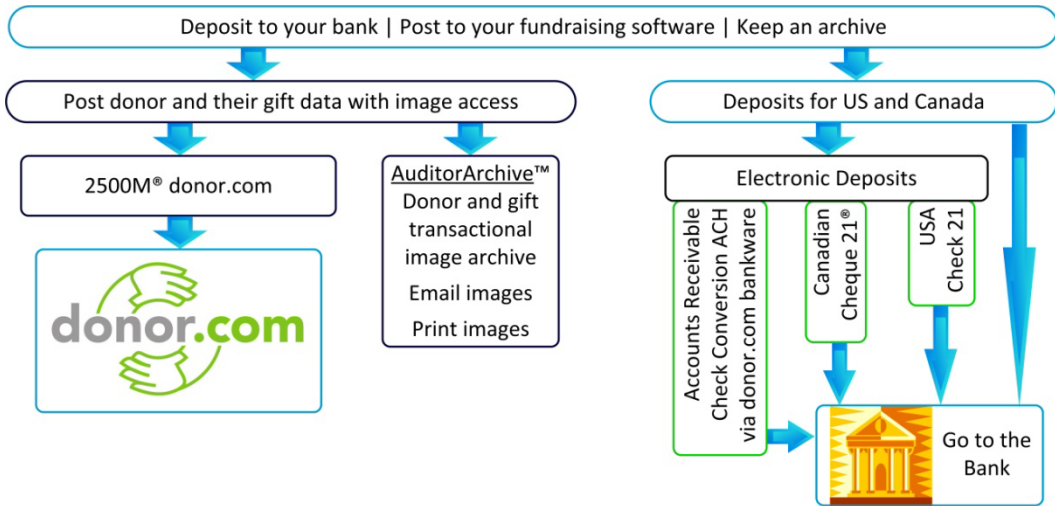 Deposit to your bank | Post to your fundraising software | Keep an archive
Post donor and their gift data with image access
Deposits for US and Canada
2500M® donor.com
AuditorArchive™
Donor and gift
transactional
image archive
Email images
Print images
donor.com
Electronic Deposits
Accounts Receivable
Check Conversion ACH
via donor.com bankware
Canadian
Cheque 21®
USA
Check 21
Go to the
Bank